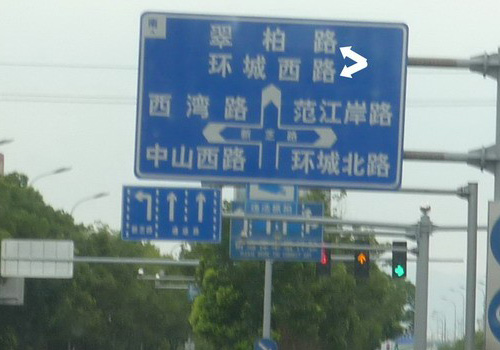 南
翠柏路
环城西路
西湾路 范江岸路
中山西路 环城北路